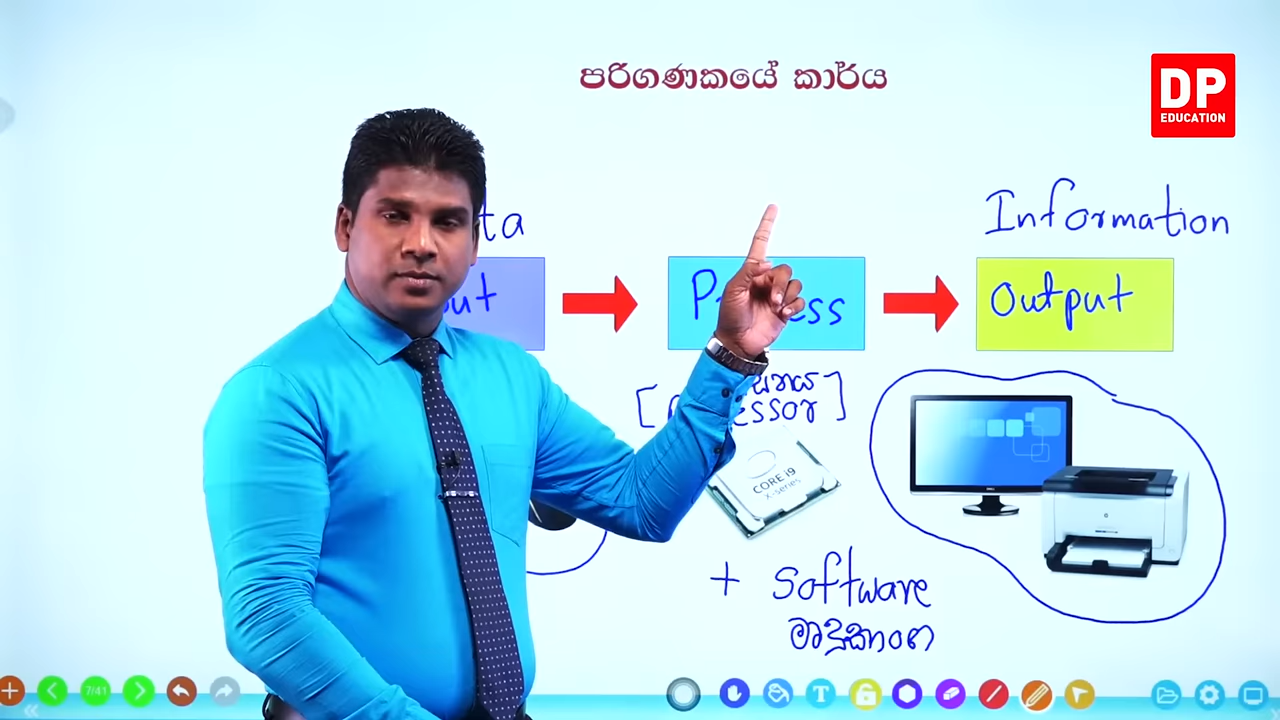 පරිගණකයේ කාර්ය
DP
EDUCATION
Information
Output
+ Software
මෘදුකාංග
CORE i9
X-series
7/41